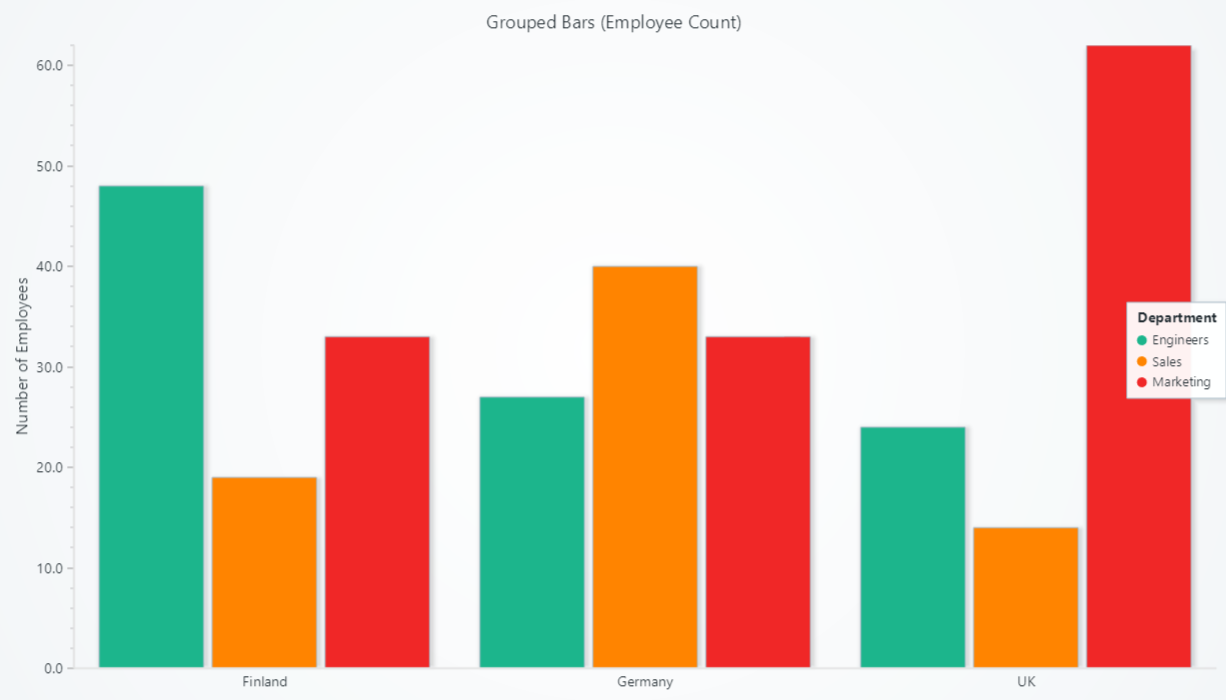 Grouped Bars (Employee Count)
Number of Employees
60.0
50.0
40.0
30.0
20.0
10.0
0.0
Finland
Germany
UK
Department
Engineers
Sales
Marketing